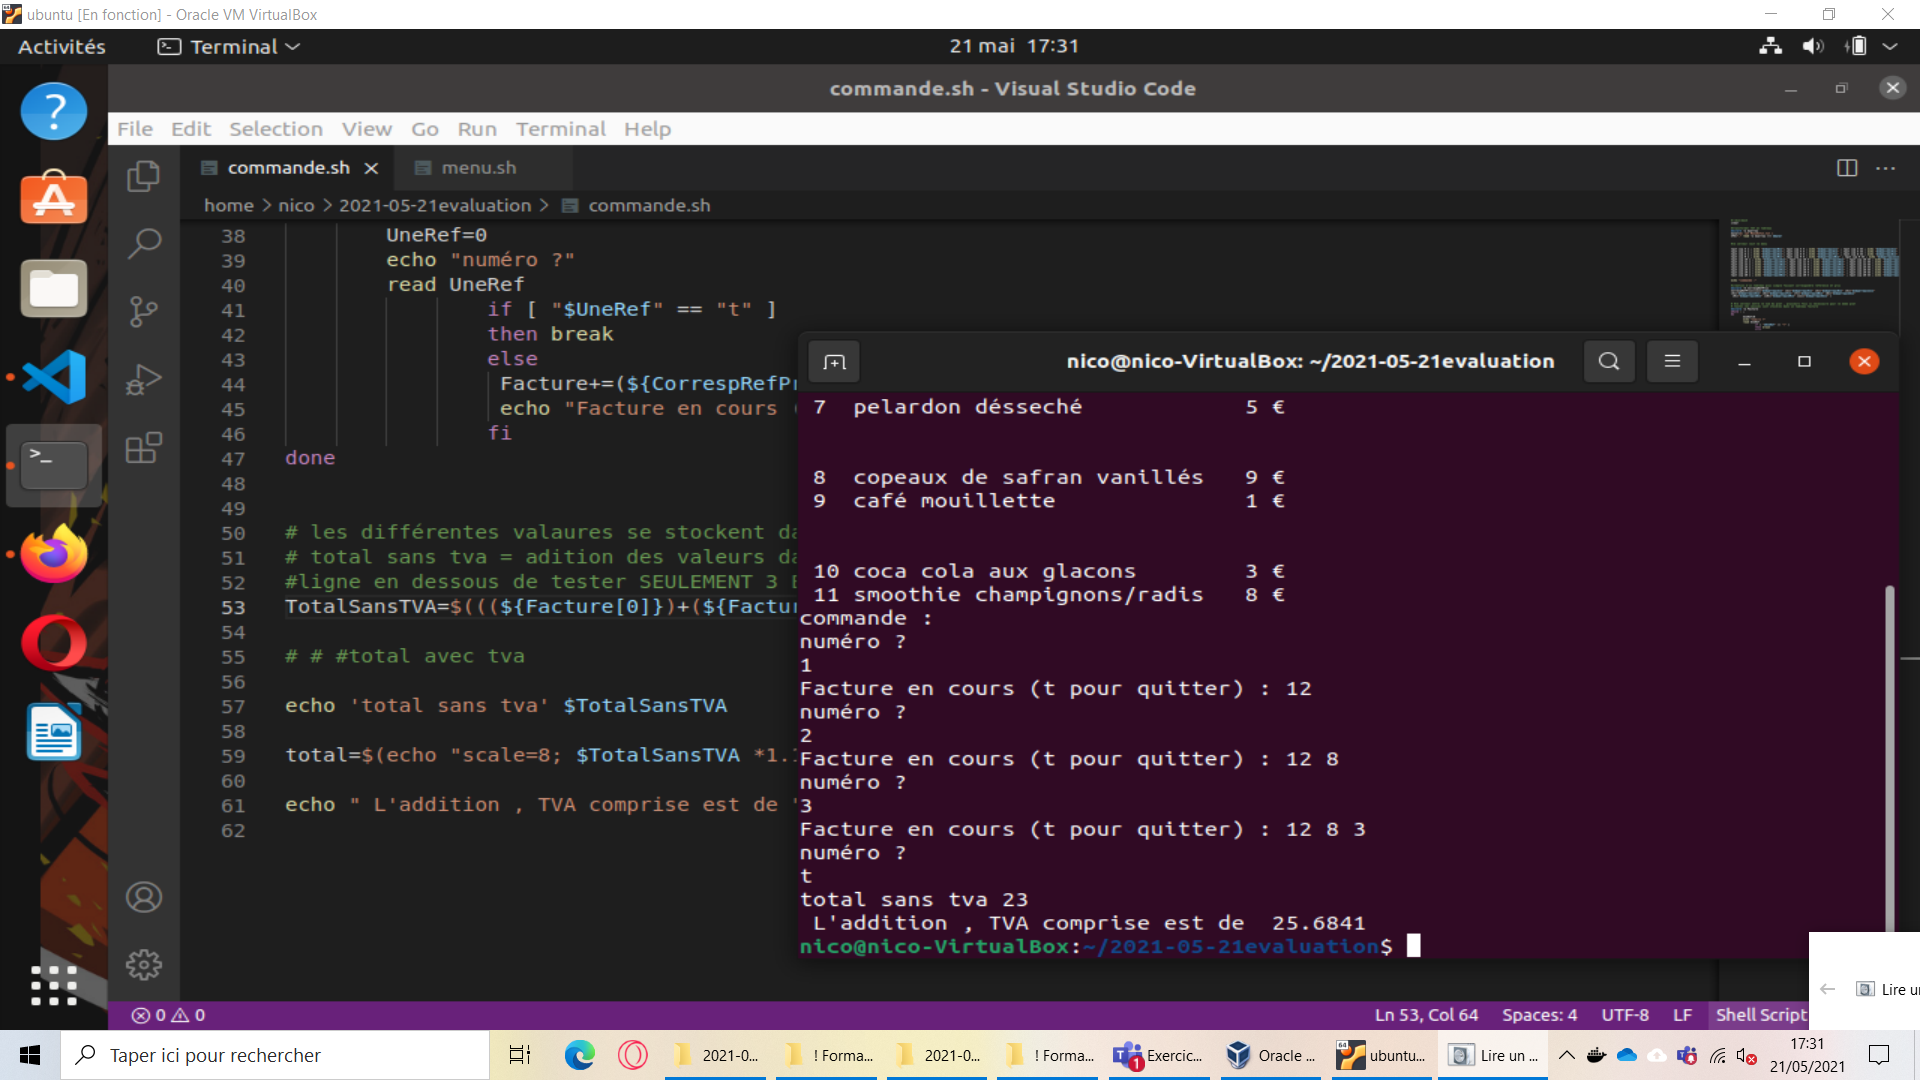 ubuntu [En fonction] - Oracle VM VirtualBox
Activités
Terminal
21 mai 17:31
commande.sh - Visual Studio Code
File Edit Selection View Go Run Terminal Help
commande.sh
menu.sh
home > nico > 2021-05-21evaluation > commande.sh
38 UneRef=0
39 echo "numéro ?"
40 read UneRef
41 if [ "$UneRef" == "t" ]
42 then break
43 else
44 Facture+=(${CorrespRefPr
45 echo "Facture en cours (
46 fi
47 done
48
49
50 # les différentes valaures se stockent da
51 # total sans tva = adition des valeurs da
52 #ligne en dessous de tester SEULEMENT 3 E
53 TotalSansTVA=$(((${Facture[0]})+(${Factur
54
55 # # #total avec tva
56
57 echo 'total sans tva' $TotalSansTVA
58
59 total=$(echo "scale=8; $TotalSansTVA *1.
60
61 echo " L'addition , TVA comprise est de "
62
nico@nico-VirtualBox: ~/2021-05-21evaluation
7 pelardon désseché 5 €
8 copeaux de safran vanillés 9 €
9 café mouillette 1 €
10 coca cola aux glacons 3 €
11 smoothie champignons/radis 8 €
commande :
numéro ?
1
Facture en cours (t pour quitter) : 12
numéro ?
2
Facture en cours (t pour quitter) : 12 8
numéro ?
3
Facture en cours (t pour quitter) : 12 8 3
numéro ?
t
total sans tva 23
L'addition , TVA comprise est de 25.6841
nico@nico-VirtualBox:~/2021-05-21evaluation$
Lire un
0 0
Ln 53, Col 64 Spaces: 4 UTF-8 LF Shell Script
Taper ici pour rechercher
2021-0...
! Forma...
2021-0...
! Forma...
Exercic...
Oracle ...
ubuntu...
Lire un ...
17:31
21/05/2021